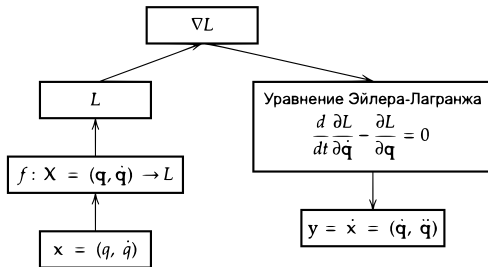 ∇L
L
Уравнение Эйлера-Лагранжа
d/dt ∂L/∂q̇ − ∂L/∂q = 0
f : X = (q, q̇) → L
y = ẋ = (q̇, q̈)
x = (q, q̇)